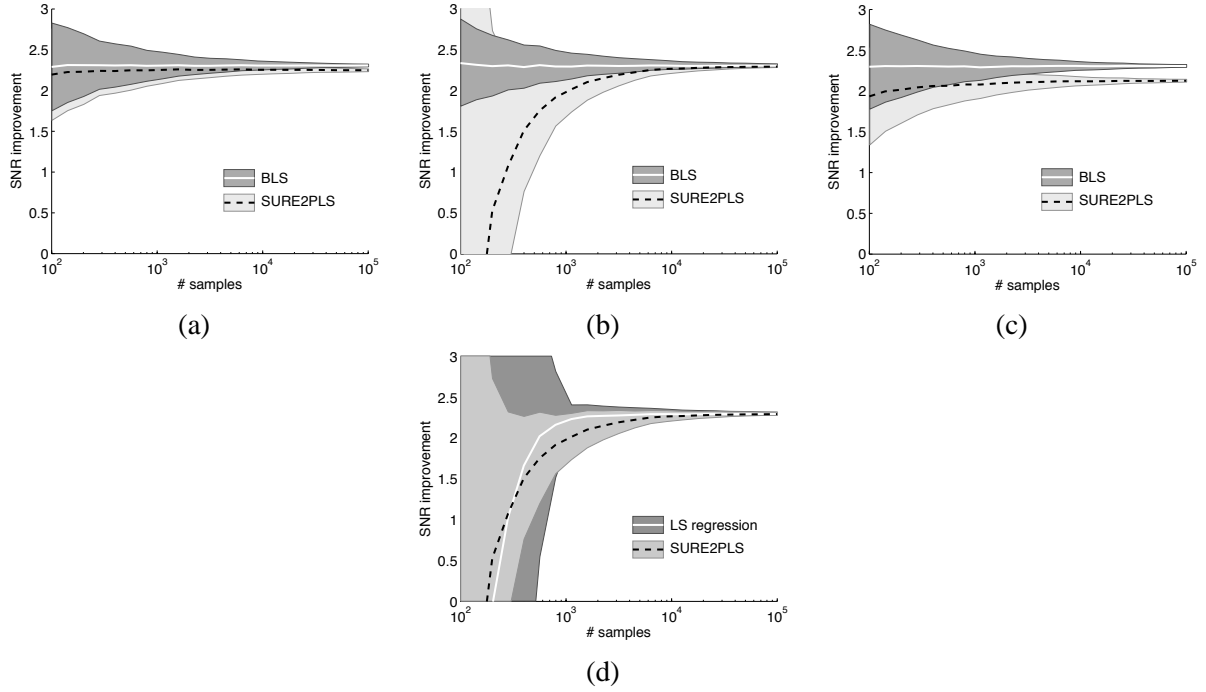 3
2.5
2
1.5
1
0.5
0
SNR improvement
BLS
SURE2PLS
10^2
10^3
10^4
10^5
# samples
(a)
3
2.5
2
1.5
1
0.5
0
SNR improvement
BLS
SURE2PLS
10^2
10^3
10^4
10^5
# samples
(b)
3
2.5
2
1.5
1
0.5
0
SNR improvement
BLS
SURE2PLS
10^2
10^3
10^4
10^5
# samples
(c)
3
2.5
2
1.5
1
0.5
0
SNR improvement
LS regression
SURE2PLS
10^2
10^3
10^4
10^5
# samples
(d)